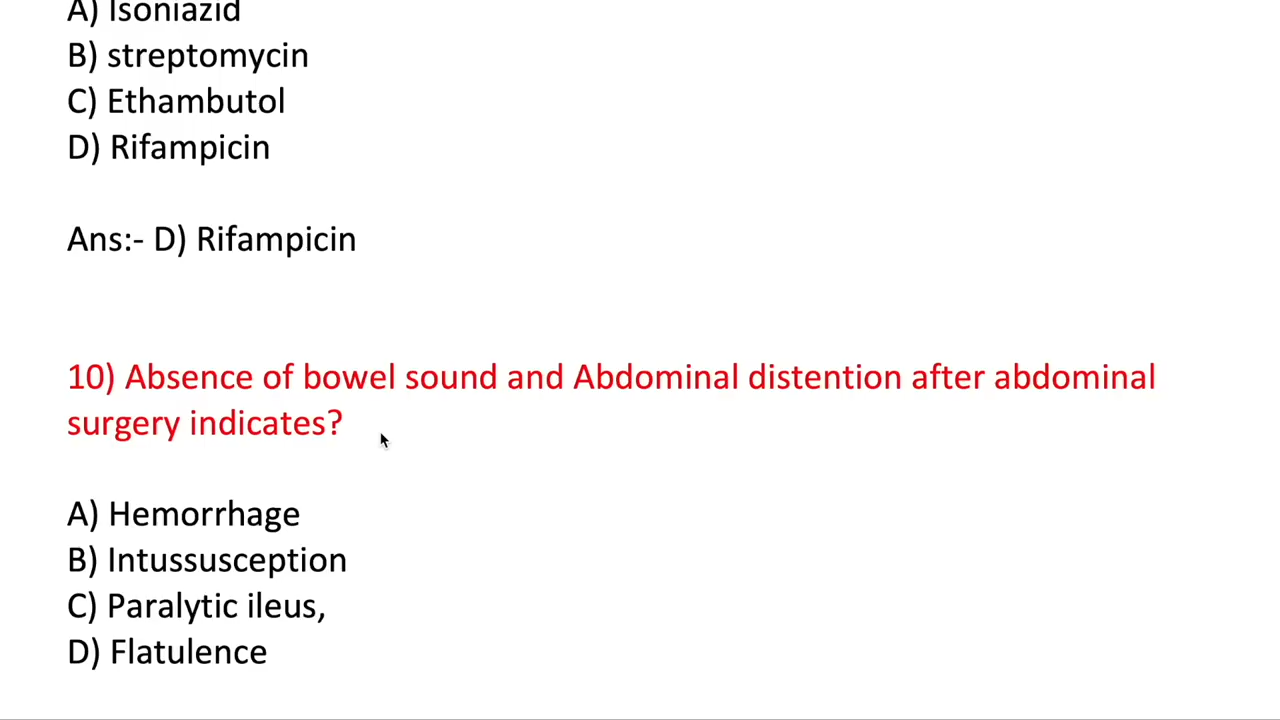 A) Isoniazid
B) streptomycin
C) Ethambutol
D) Rifampicin
Ans:- D) Rifampicin
10) Absence of bowel sound and Abdominal distention after abdominal
surgery indicates?
A) Hemorrhage
B) Intussusception
C) Paralytic ileus,
D) Flatulence